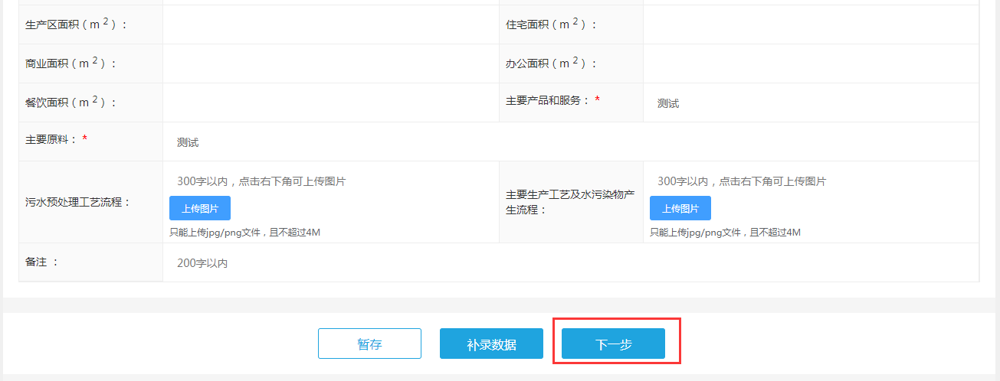 生产区面积（m 2）：
住宅面积（m 2）：
商业面积（m 2）：
办公面积（m 2）：
餐饮面积（m 2）：
主要产品和服务： *
测试
主要原料： *
测试
污水预处理工艺流程：
300字以内，点击右下角可上传图片
上传图片
只能上传jpg/png文件，且不超过4M
主要生产工艺及水污染物产
生流程：
300字以内，点击右下角可上传图片
上传图片
只能上传jpg/png文件，且不超过4M
备注 ：
200字以内
暂存
补录数据
下一步